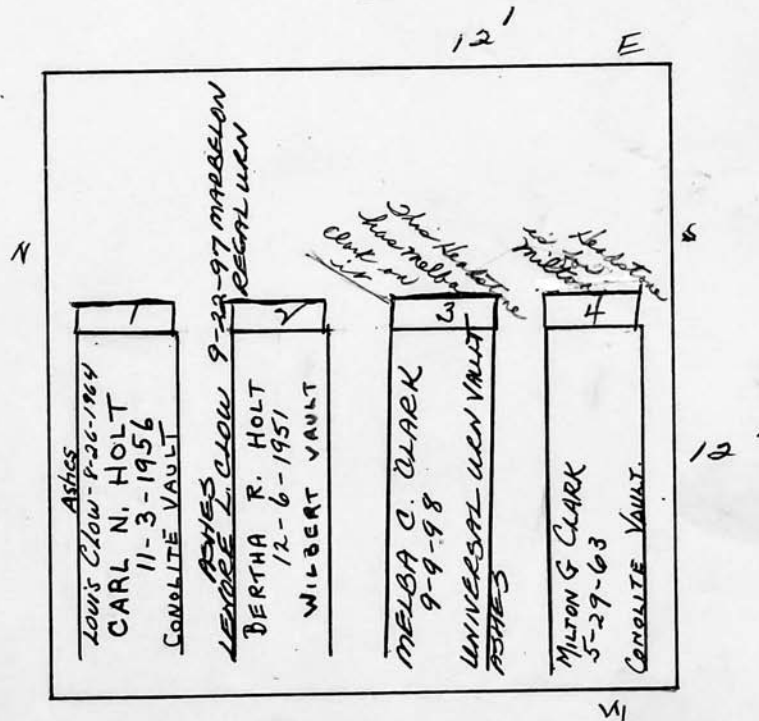 12'
E
N
S
12'
W
1
Ashes
Louis Clow - 8-26-1964
CARL N. HOLT
11-3-1956
CONOLITE VAULT
2
ASHES
LENORE L. CLOW 9-22-97 MARBELON
REGAL URN
BERTHA R. HOLT
12-6-1951
WILBERT VAULT
This Headstone
has Melba
Clark on
it
3
MELBA C. CLARK
9-9-98
UNIVERSAL URN VAULT
ASHES
Headstone
is for
Milton
4
MILTON G CLARK
5-29-63
CONOLITE VAULT.